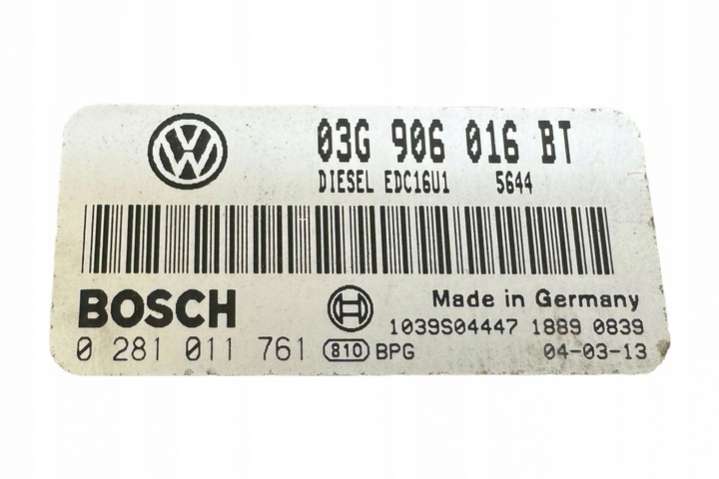 03G 906 016 BT
DIESEL EDC16U1 5644
BOSCH
Made in Germany
1039S04447 1889 0839
0 281 011 761
810 BPG
04-03-13